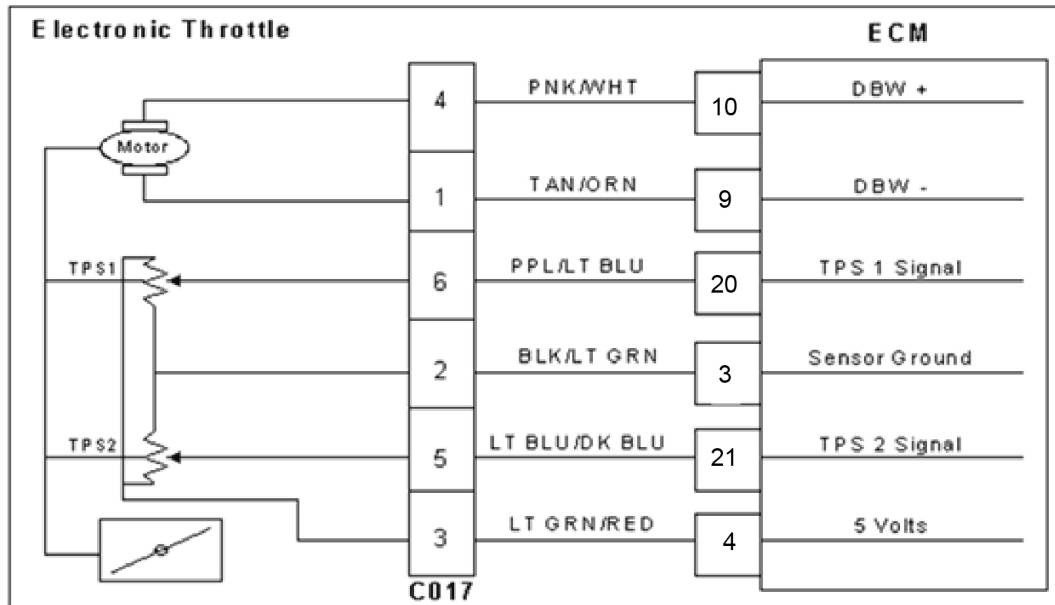 Electronic Throttle
ECM
4
PNK/WHT
10
DBW +
Motor
1
TAN/ORN
9
DBW -
TPS1
6
PPL/LT BLU
20
TPS 1 Signal
2
BLK/LT GRN
3
Sensor Ground
TPS2
5
LT BLU/DK BLU
21
TPS 2 Signal
3
LT GRN/RED
4
5 Volts
C017